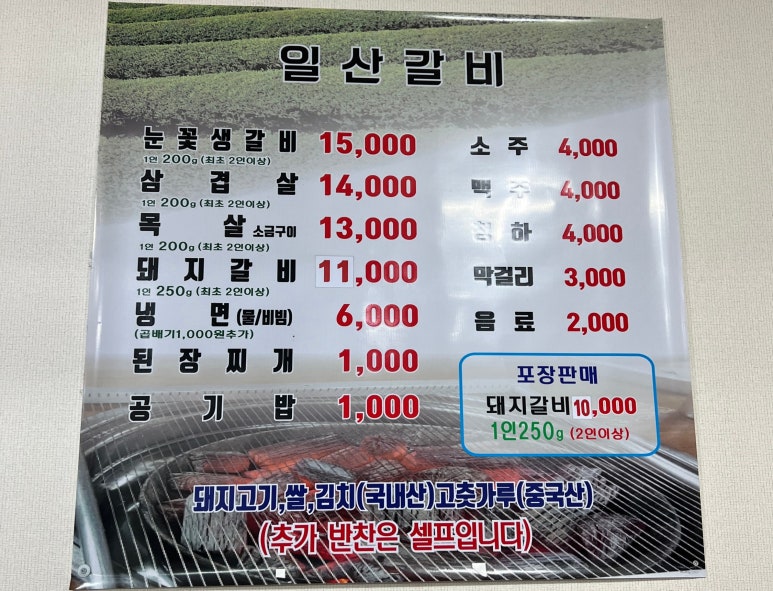 일산갈비
눈꽃생갈비 15,000
1인 200g (최초 2인이상)
삼겹살 14,000
1인 200g (최초 2인이상)
목살 소금구이 13,000
1인 200g (최초 2인이상)
돼지갈비 11,000
1인 250g (최초 2인이상)
냉면 (물/비빔) 6,000
(곱배기1,000원추가)
된장찌개 1,000
공기밥 1,000
소주 4,000
맥주 4,000
청하 4,000
막걸리 3,000
음료 2,000
포장판매
돼지갈비 10,000
1인250g (2인이상)
돼지고기,쌀,김치(국내산)고춧가루(중국산)
(추가 반찬은 셀프입니다)